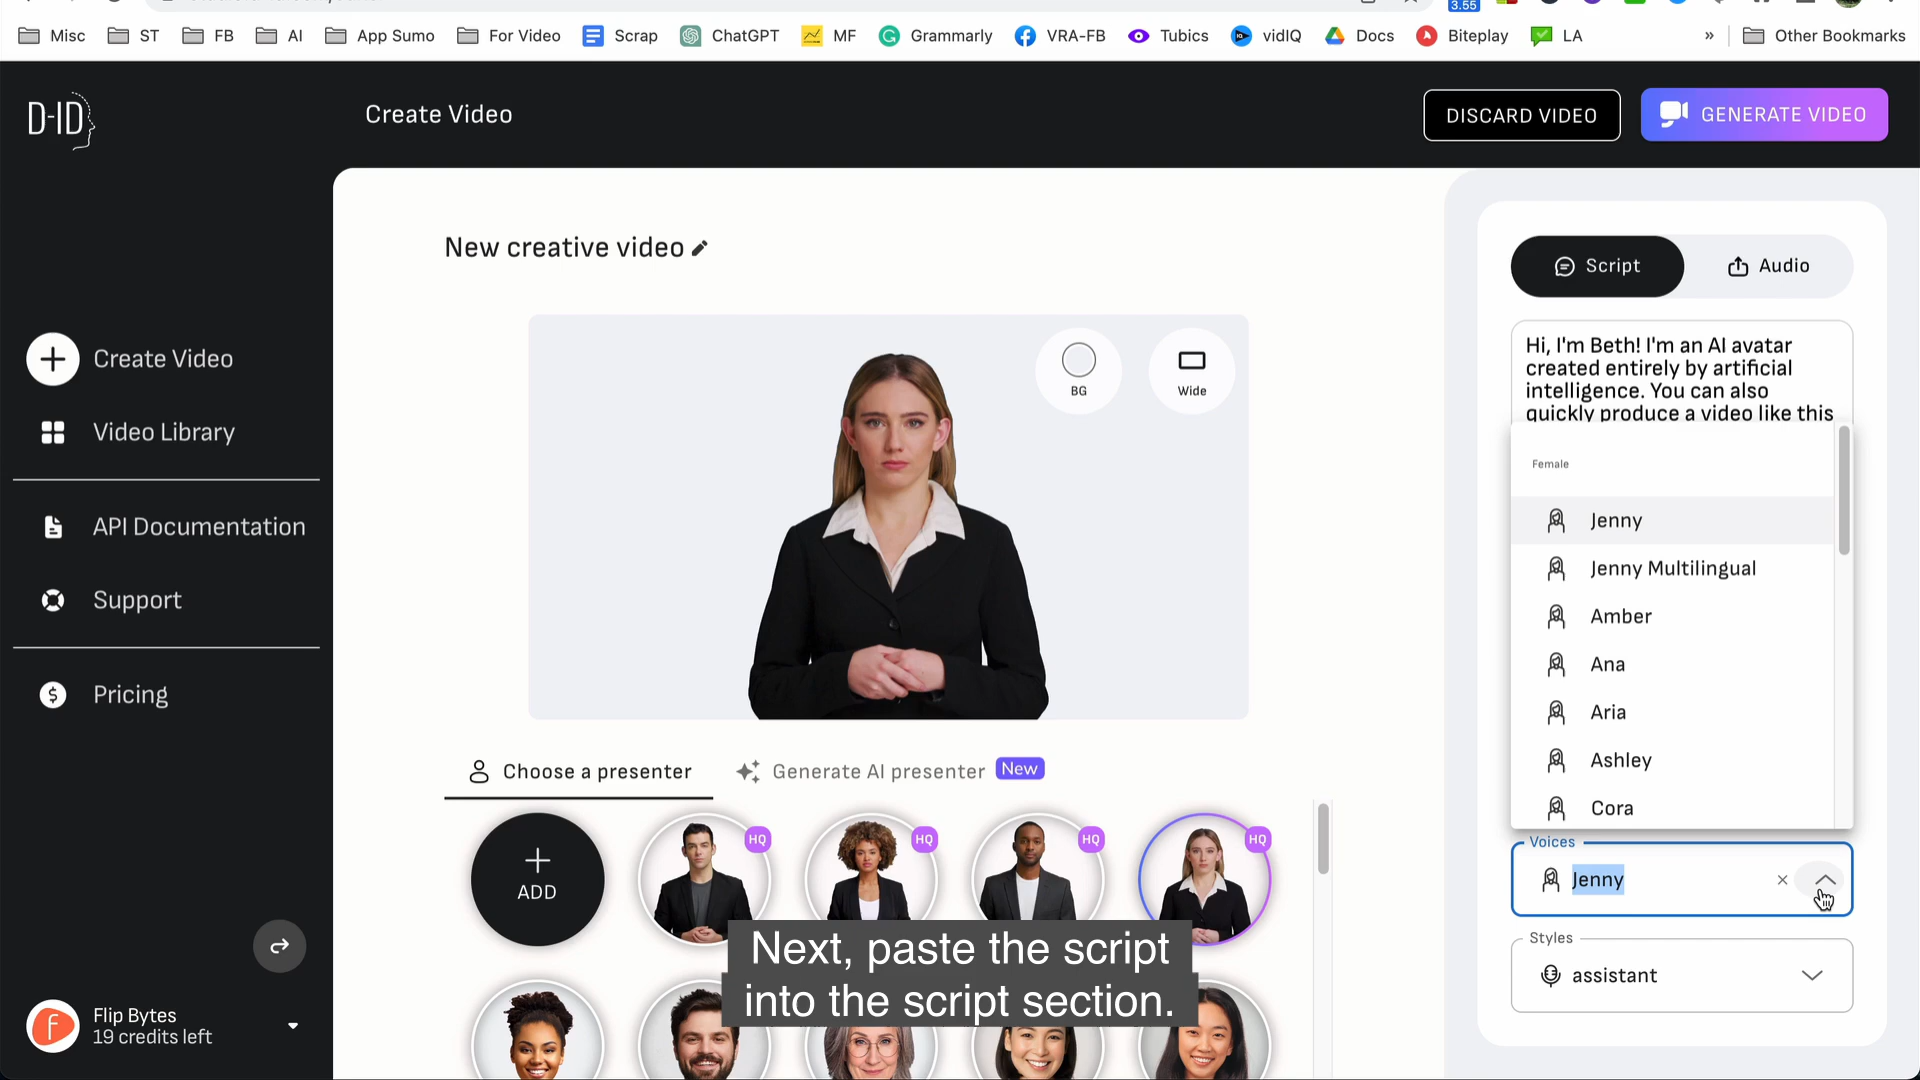 3.55
Misc
ST
FB
AI
App Sumo
For Video
Scrap
ChatGPT
MF
Grammarly
VRA-FB
Tubics
vidIQ
Docs
Biteplay
LA
»
Other Bookmarks
D-ID
Create Video
DISCARD VIDEO
GENERATE VIDEO
New creative video
BG
Wide
Script
Audio
Hi, I'm Beth! I'm an AI avatar
created entirely by artificial
intelligence. You can also
quickly produce a video like this
Female
Jenny
Jenny Multilingual
Amber
Ana
Aria
Ashley
Cora
Voices
Jenny
Styles
assistant
Create Video
Video Library
API Documentation
Support
Pricing
Flip Bytes
19 credits left
Choose a presenter
Generate AI presenter
New
ADD
HQ
HQ
HQ
HQ
Next, paste the script
into the script section.